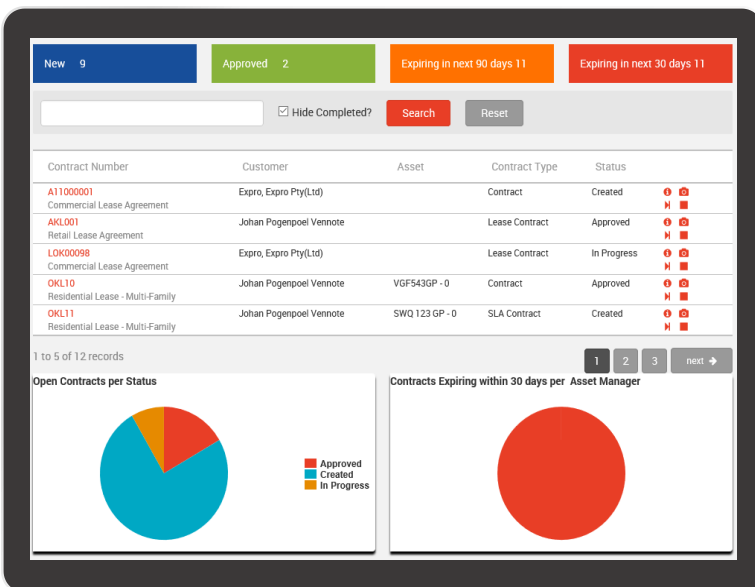 New 9
Approved 2
Expiring in next 90 days 11
Expiring in next 30 days 11
Hide Completed?
Search
Reset
Contract Number Customer Asset Contract Type Status
A11000001 Expro, Expro Pty(Ltd) Contract Created
Commercial Lease Agreement
AKL001 Johan Pogenpoel Vennote Lease Contract Approved
Retail Lease Agreement
LOK00098 Expro, Expro Pty(Ltd) Lease Contract In Progress
Commercial Lease Agreement
OKL10 Johan Pogenpoel Vennote VGF543GP - 0 Contract Approved
Residential Lease - Multi-Family
OKL11 Johan Pogenpoel Vennote SWQ 123 GP - 0 SLA Contract Created
Residential Lease - Multi-Family
1 to 5 of 12 records
1 2 3 next
Open Contracts per Status
Approved
Created
In Progress
Contracts Expiring within 30 days per Asset Manager